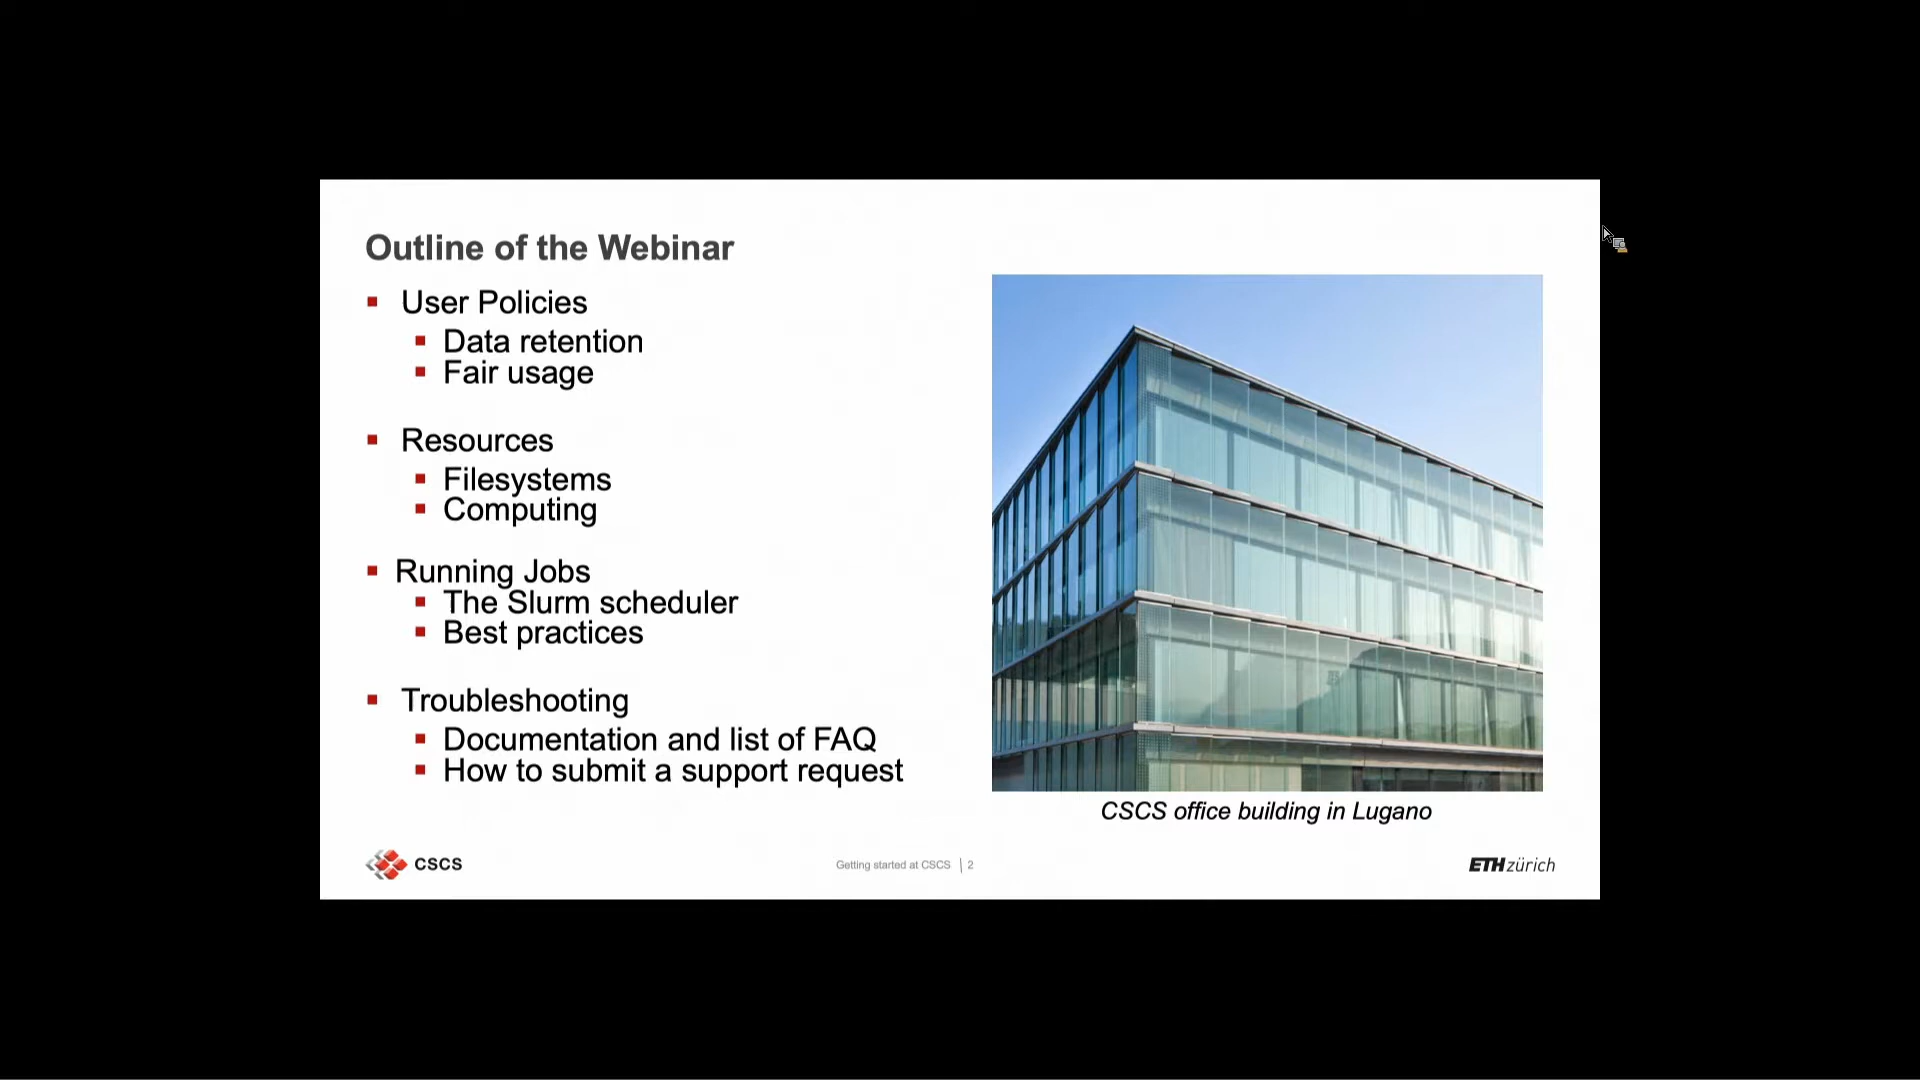 Outline of the Webinar
User Policies
Data retention
Fair usage
Resources
Filesystems
Computing
Running Jobs
The Slurm scheduler
Best practices
Troubleshooting
Documentation and list of FAQ
How to submit a support request
CSCS office building in Lugano
CSCS
Getting started at CSCS | 2
ETH zürich